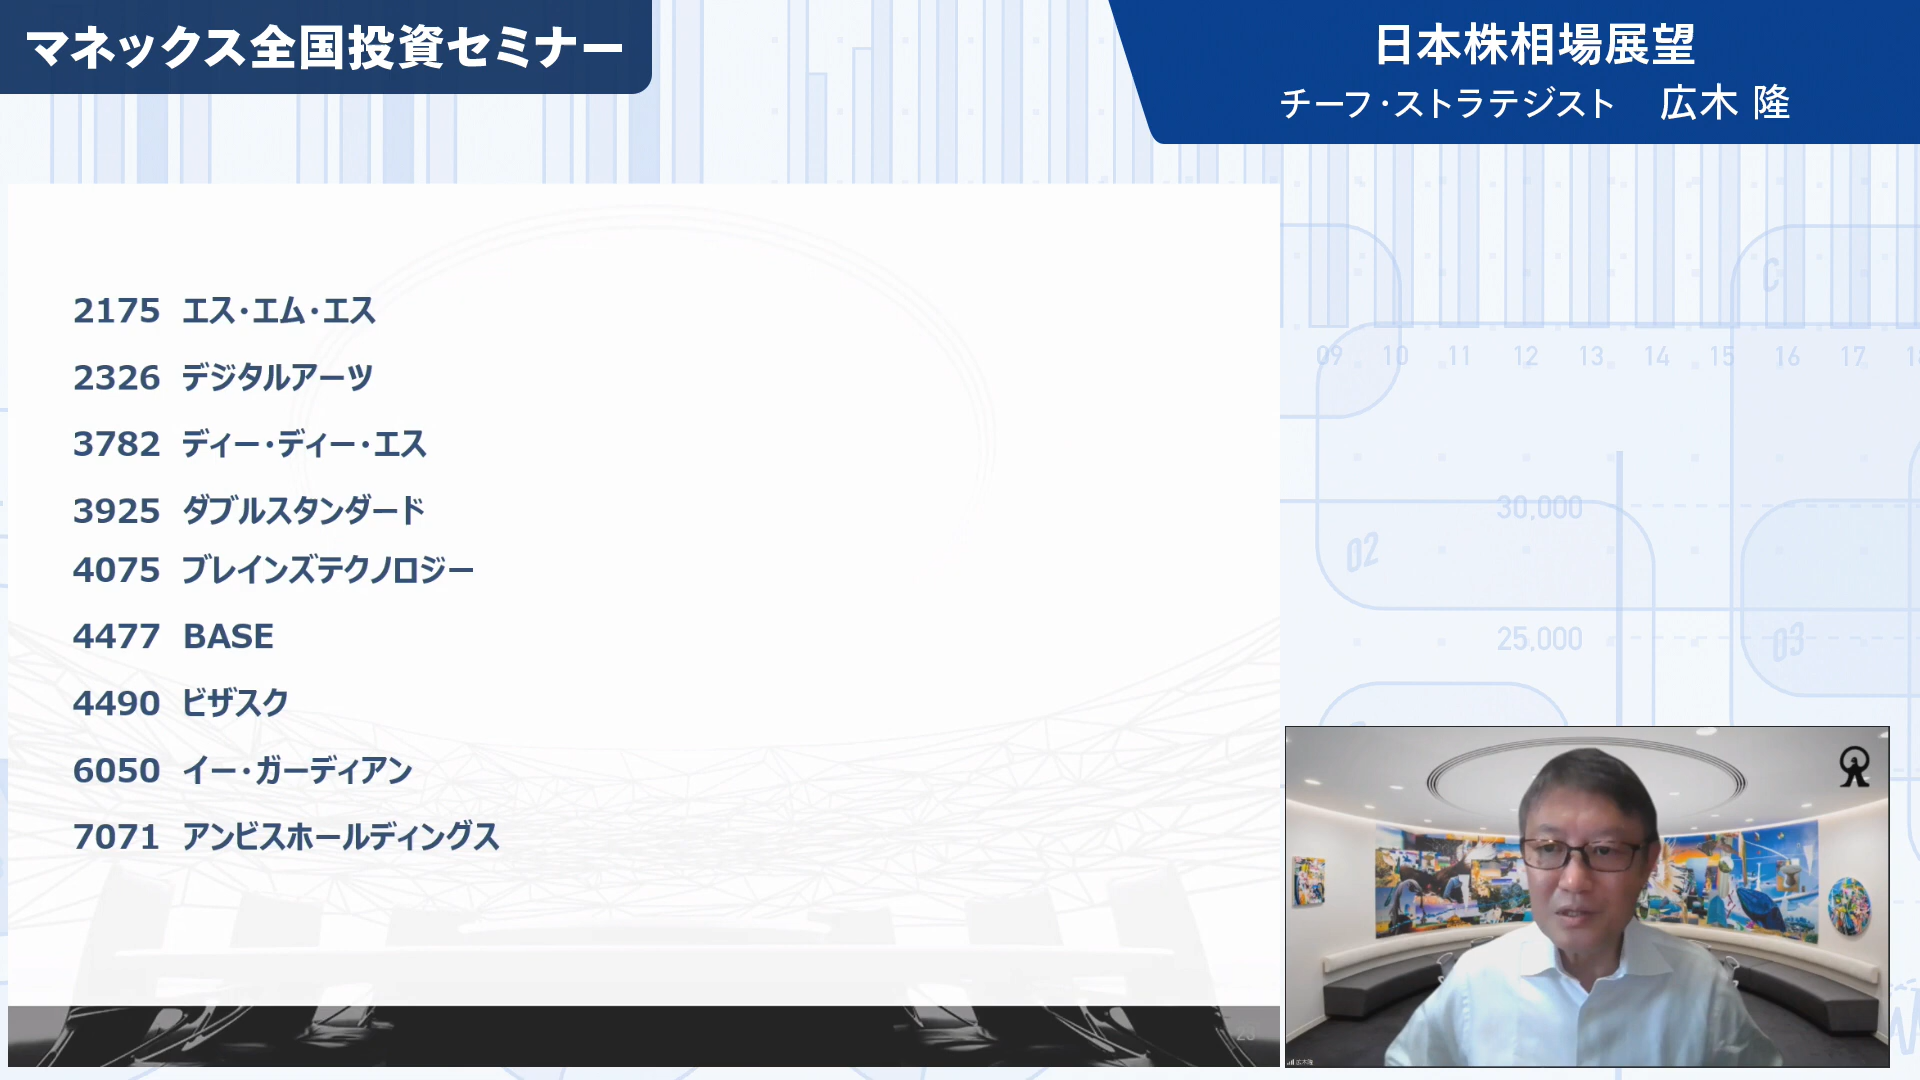 マネックス全国投資セミナー
日本株相場展望
チーフ・ストラテジスト 広木 隆
2175 エス・エム・エス
2326 デジタルアーツ
3782 ディー・ディー・エス
3925 ダブルスタンダード
4075 ブレインズテクノロジー
4477 BASE
4490 ビザスク
6050 イー・ガーディアン
7071 アンビスホールディングス
23
C
09 10 11 12 13 14 15 16 17
02
30,000
25,000
03
広木隆